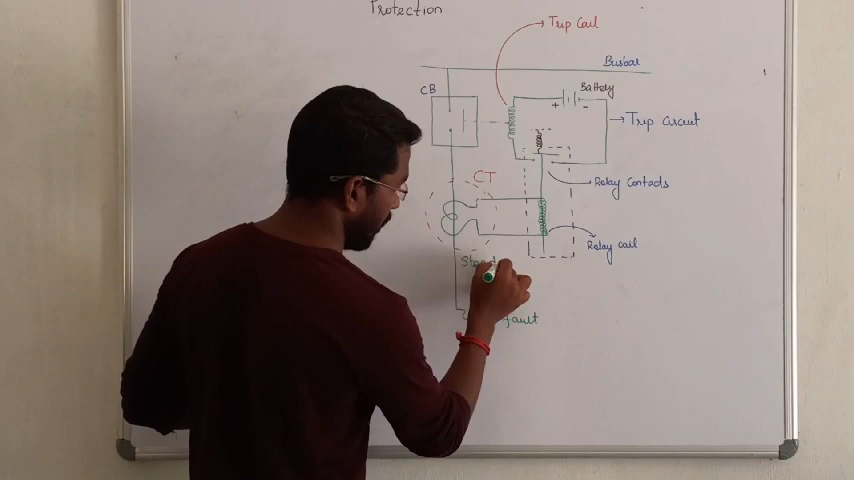 Protection
Trip Coil
Busbar
CB
Battery
+ -
Trip Circuit
CT
Relay Contacts
Relay coil
fault